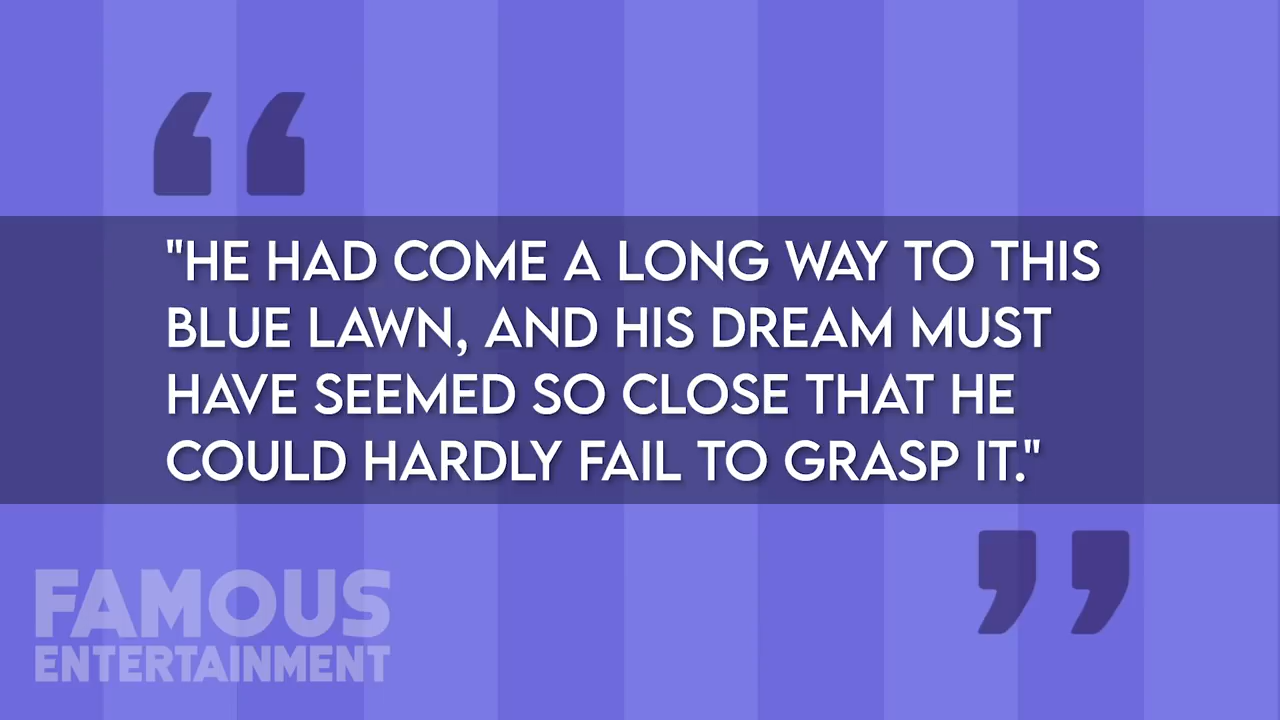 "HE HAD COME A LONG WAY TO THIS
BLUE LAWN, AND HIS DREAM MUST
HAVE SEEMED SO CLOSE THAT HE
COULD HARDLY FAIL TO GRASP IT."
FAMOUS
ENTERTAINMENT